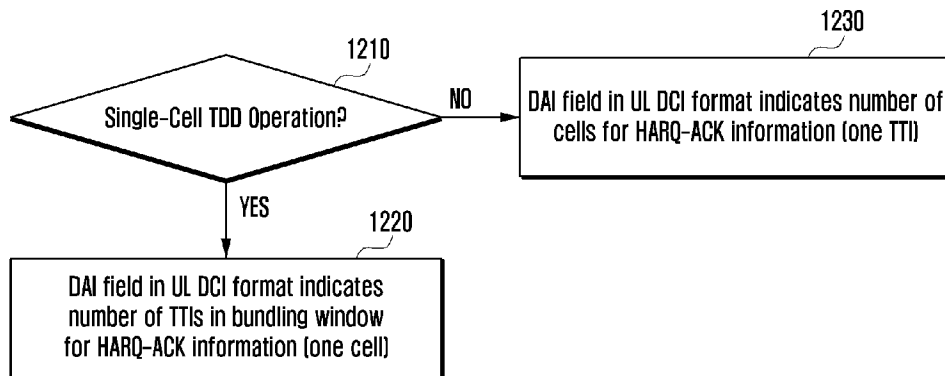 1210
Single-Cell TDD Operation?
NO
1230
DAI field in UL DCI format indicates number of
cells for HARQ-ACK information (one TTI)
YES
1220
DAI field in UL DCI format indicates
number of TTIs in bundling window
for HARQ-ACK information (one cell)